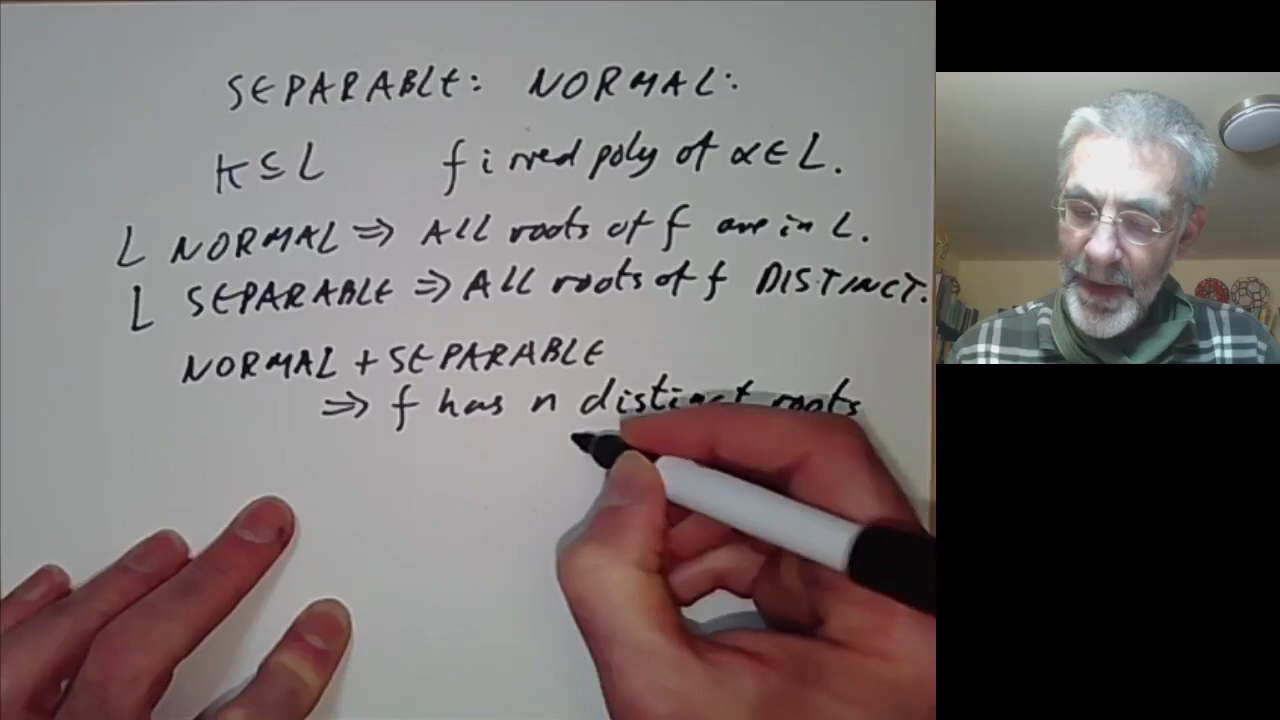 SEPARABLE: NORMAL:
K ⊆ L f irred poly of α ∈ L.
L NORMAL ⇒ ALL roots of f are in L.
L SEPARABLE ⇒ ALL roots of f DISTINCT.
NORMAL + SEPARABLE
⇒ f has n distinct roots